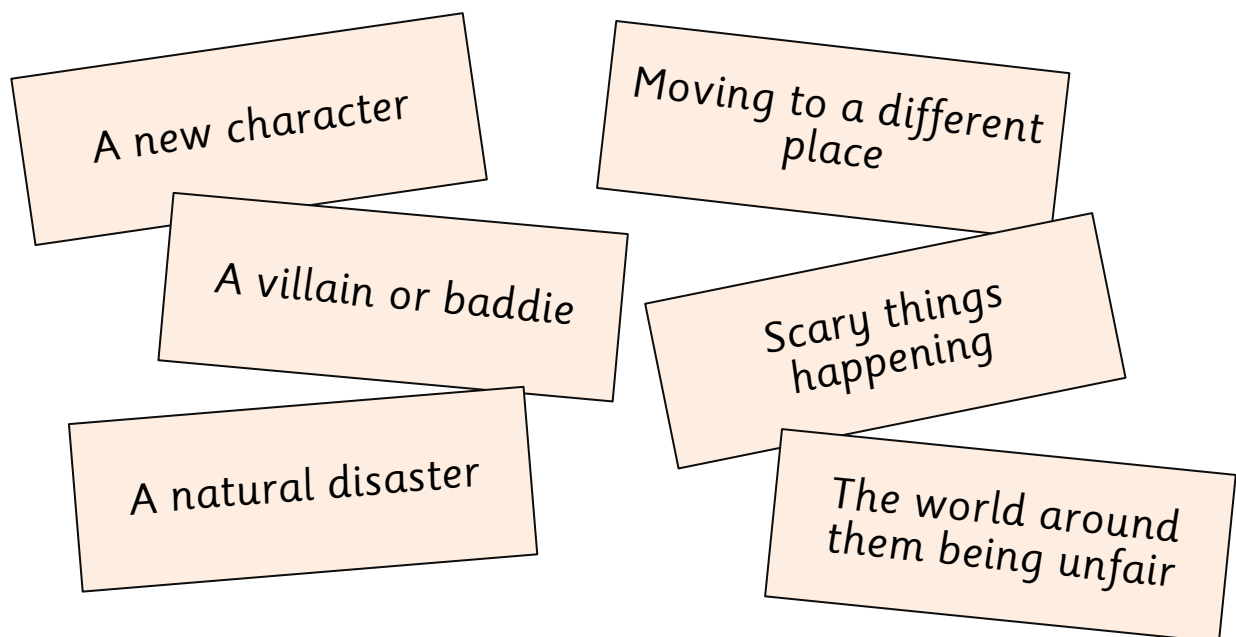 A new character
Moving to a different
place
A villain or baddie
Scary things
happening
A natural disaster
The world around
them being unfair